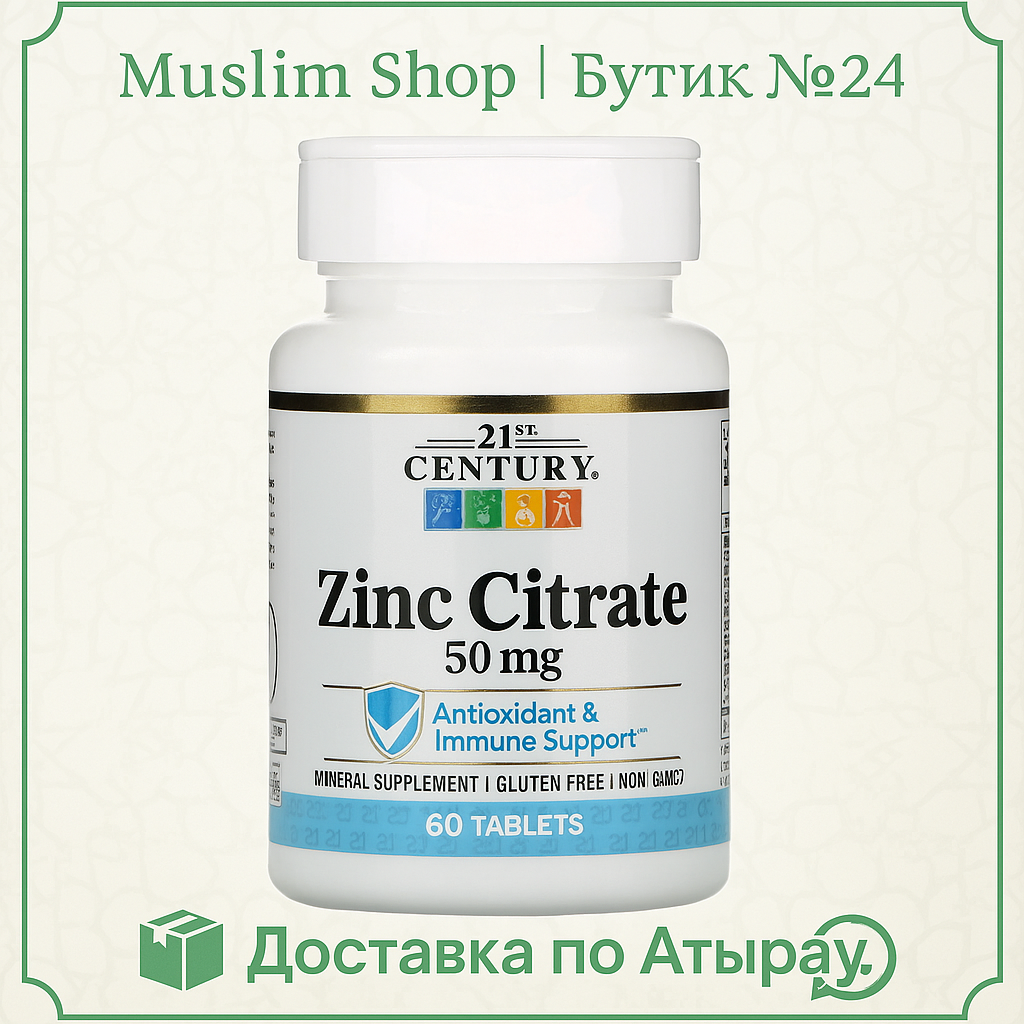 Muslim Shop | Бутик №24
21ST.
CENTURY®
Zinc Citrate
50 mg
Antioxidant &
Immune Support
MINERAL SUPPLEMENT | GLUTEN FREE | NON
60 TABLETS
Доставка по Атырау.